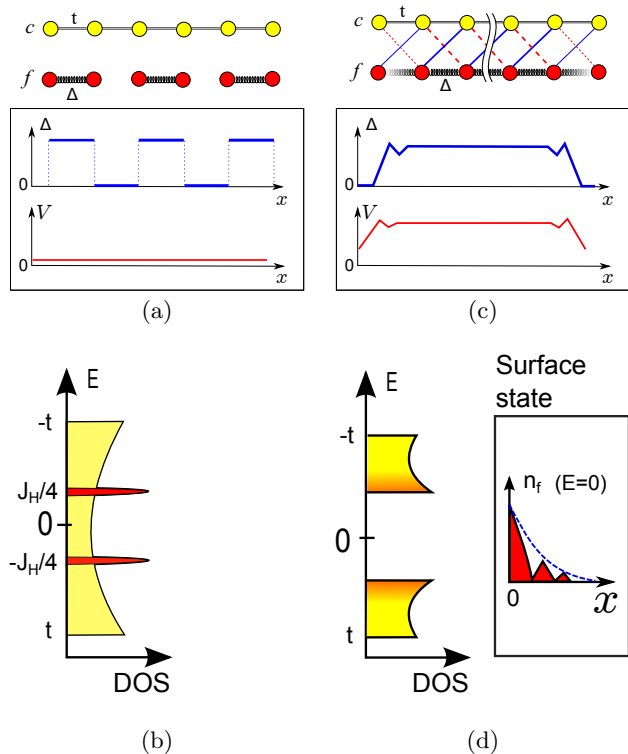 c t
f
Δ
Δ
0
x
V
0
x
(a)
c t
f
Δ
Δ
0
x
V
0
x
(c)
E
-t
J_H/4
0
-J_H/4
t
DOS
(b)
E
-t
0
t
DOS
Surface
state
n_f (E=0)
0
x
(d)